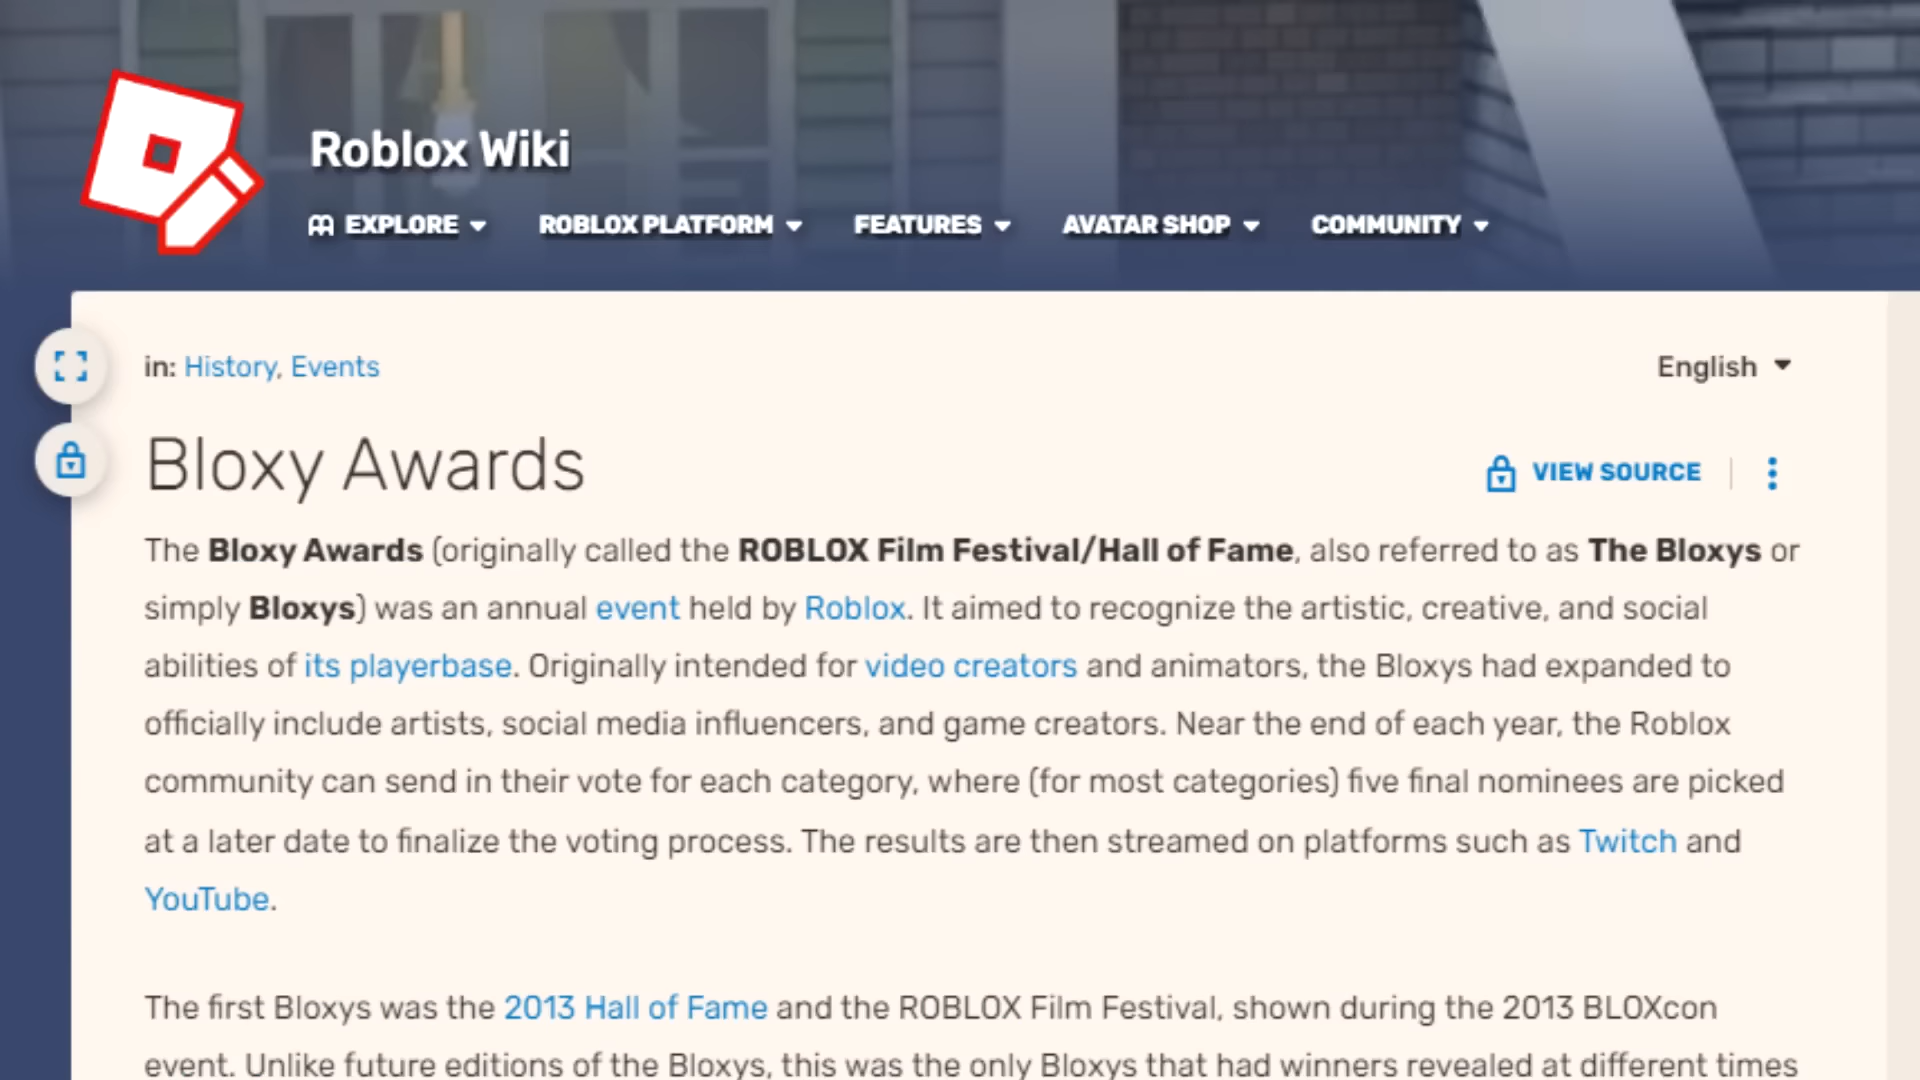 Roblox Wiki
EXPLORE ROBLOX PLATFORM FEATURES AVATAR SHOP COMMUNITY
in: History, Events English
Bloxy Awards
VIEW SOURCE
The Bloxy Awards (originally called the ROBLOX Film Festival/Hall of Fame, also referred to as The Bloxys or
simply Bloxys) was an annual event held by Roblox. It aimed to recognize the artistic, creative, and social
abilities of its playerbase. Originally intended for video creators and animators, the Bloxys had expanded to
officially include artists, social media influencers, and game creators. Near the end of each year, the Roblox
community can send in their vote for each category, where (for most categories) five final nominees are picked
at a later date to finalize the voting process. The results are then streamed on platforms such as Twitch and
YouTube.
The first Bloxys was the 2013 Hall of Fame and the ROBLOX Film Festival, shown during the 2013 BLOXcon
event. Unlike future editions of the Bloxys, this was the only Bloxys that had winners revealed at different times